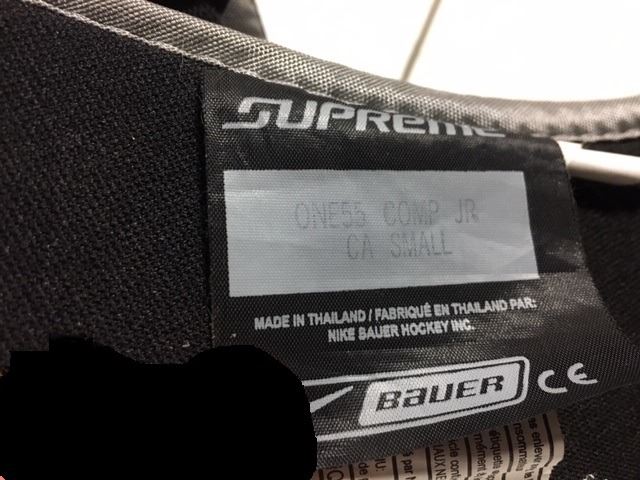 SUPREME
ONE55 COMP JR
CA SMALL
MADE IN THAILAND / FABRIQUÉ EN THAILAND PAR:
NIKE BAUER HOCKEY INC.
BAUER CE